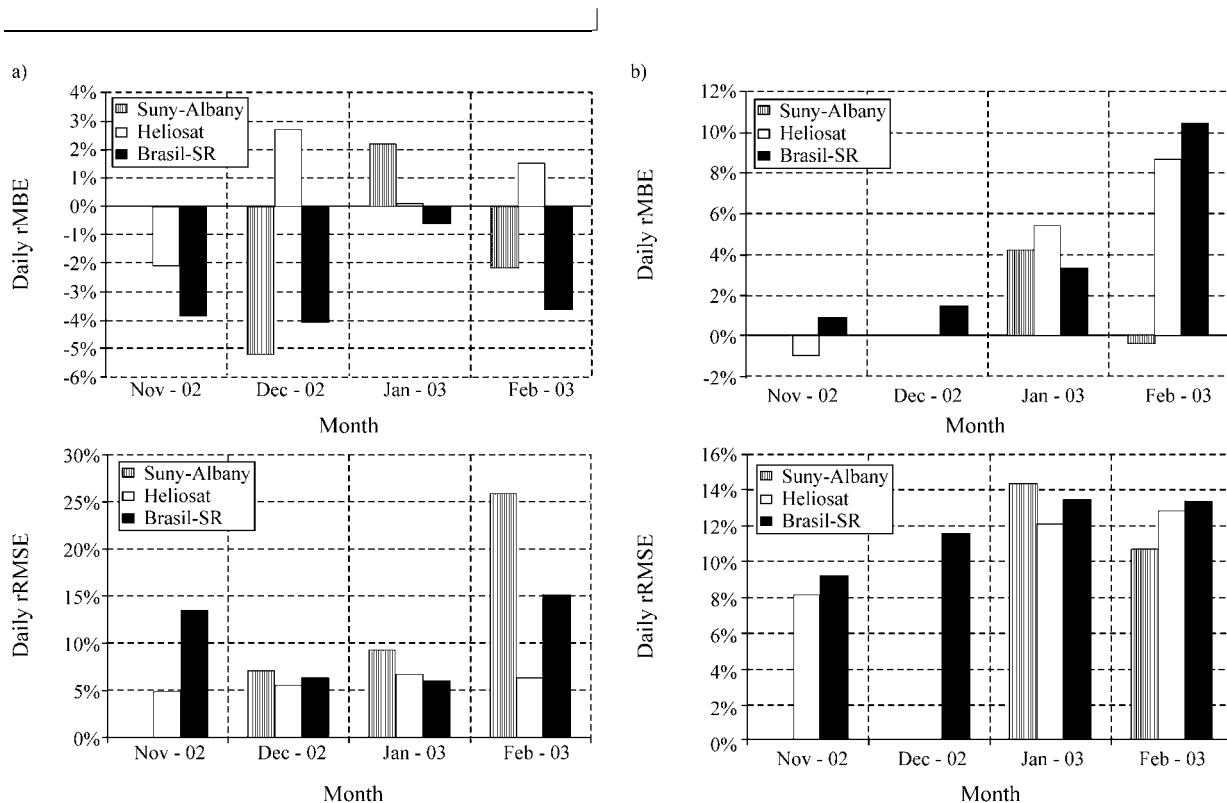 a)
4%
3%
2%
1%
0%
-1%
-2%
-3%
-4%
-5%
-6%
Daily rMBE
Suny-Albany
Heliosat
Brasil-SR
Nov - 02
Dec - 02
Jan - 03
Feb - 03
Month
b)
12%
10%
8%
6%
4%
2%
0%
-2%
Daily rMBE
Suny-Albany
Heliosat
Brasil-SR
Nov - 02
Dec - 02
Jan - 03
Feb - 03
Month
30%
25%
20%
15%
10%
5%
0%
Daily rRMSE
Suny-Albany
Heliosat
Brasil-SR
Nov - 02
Dec - 02
Jan - 03
Feb - 03
Month
16%
14%
12%
10%
8%
6%
4%
2%
0%
Daily rRMSE
Suny-Albany
Heliosat
Brasil-SR
Nov - 02
Dec - 02
Jan - 03
Feb - 03
Month